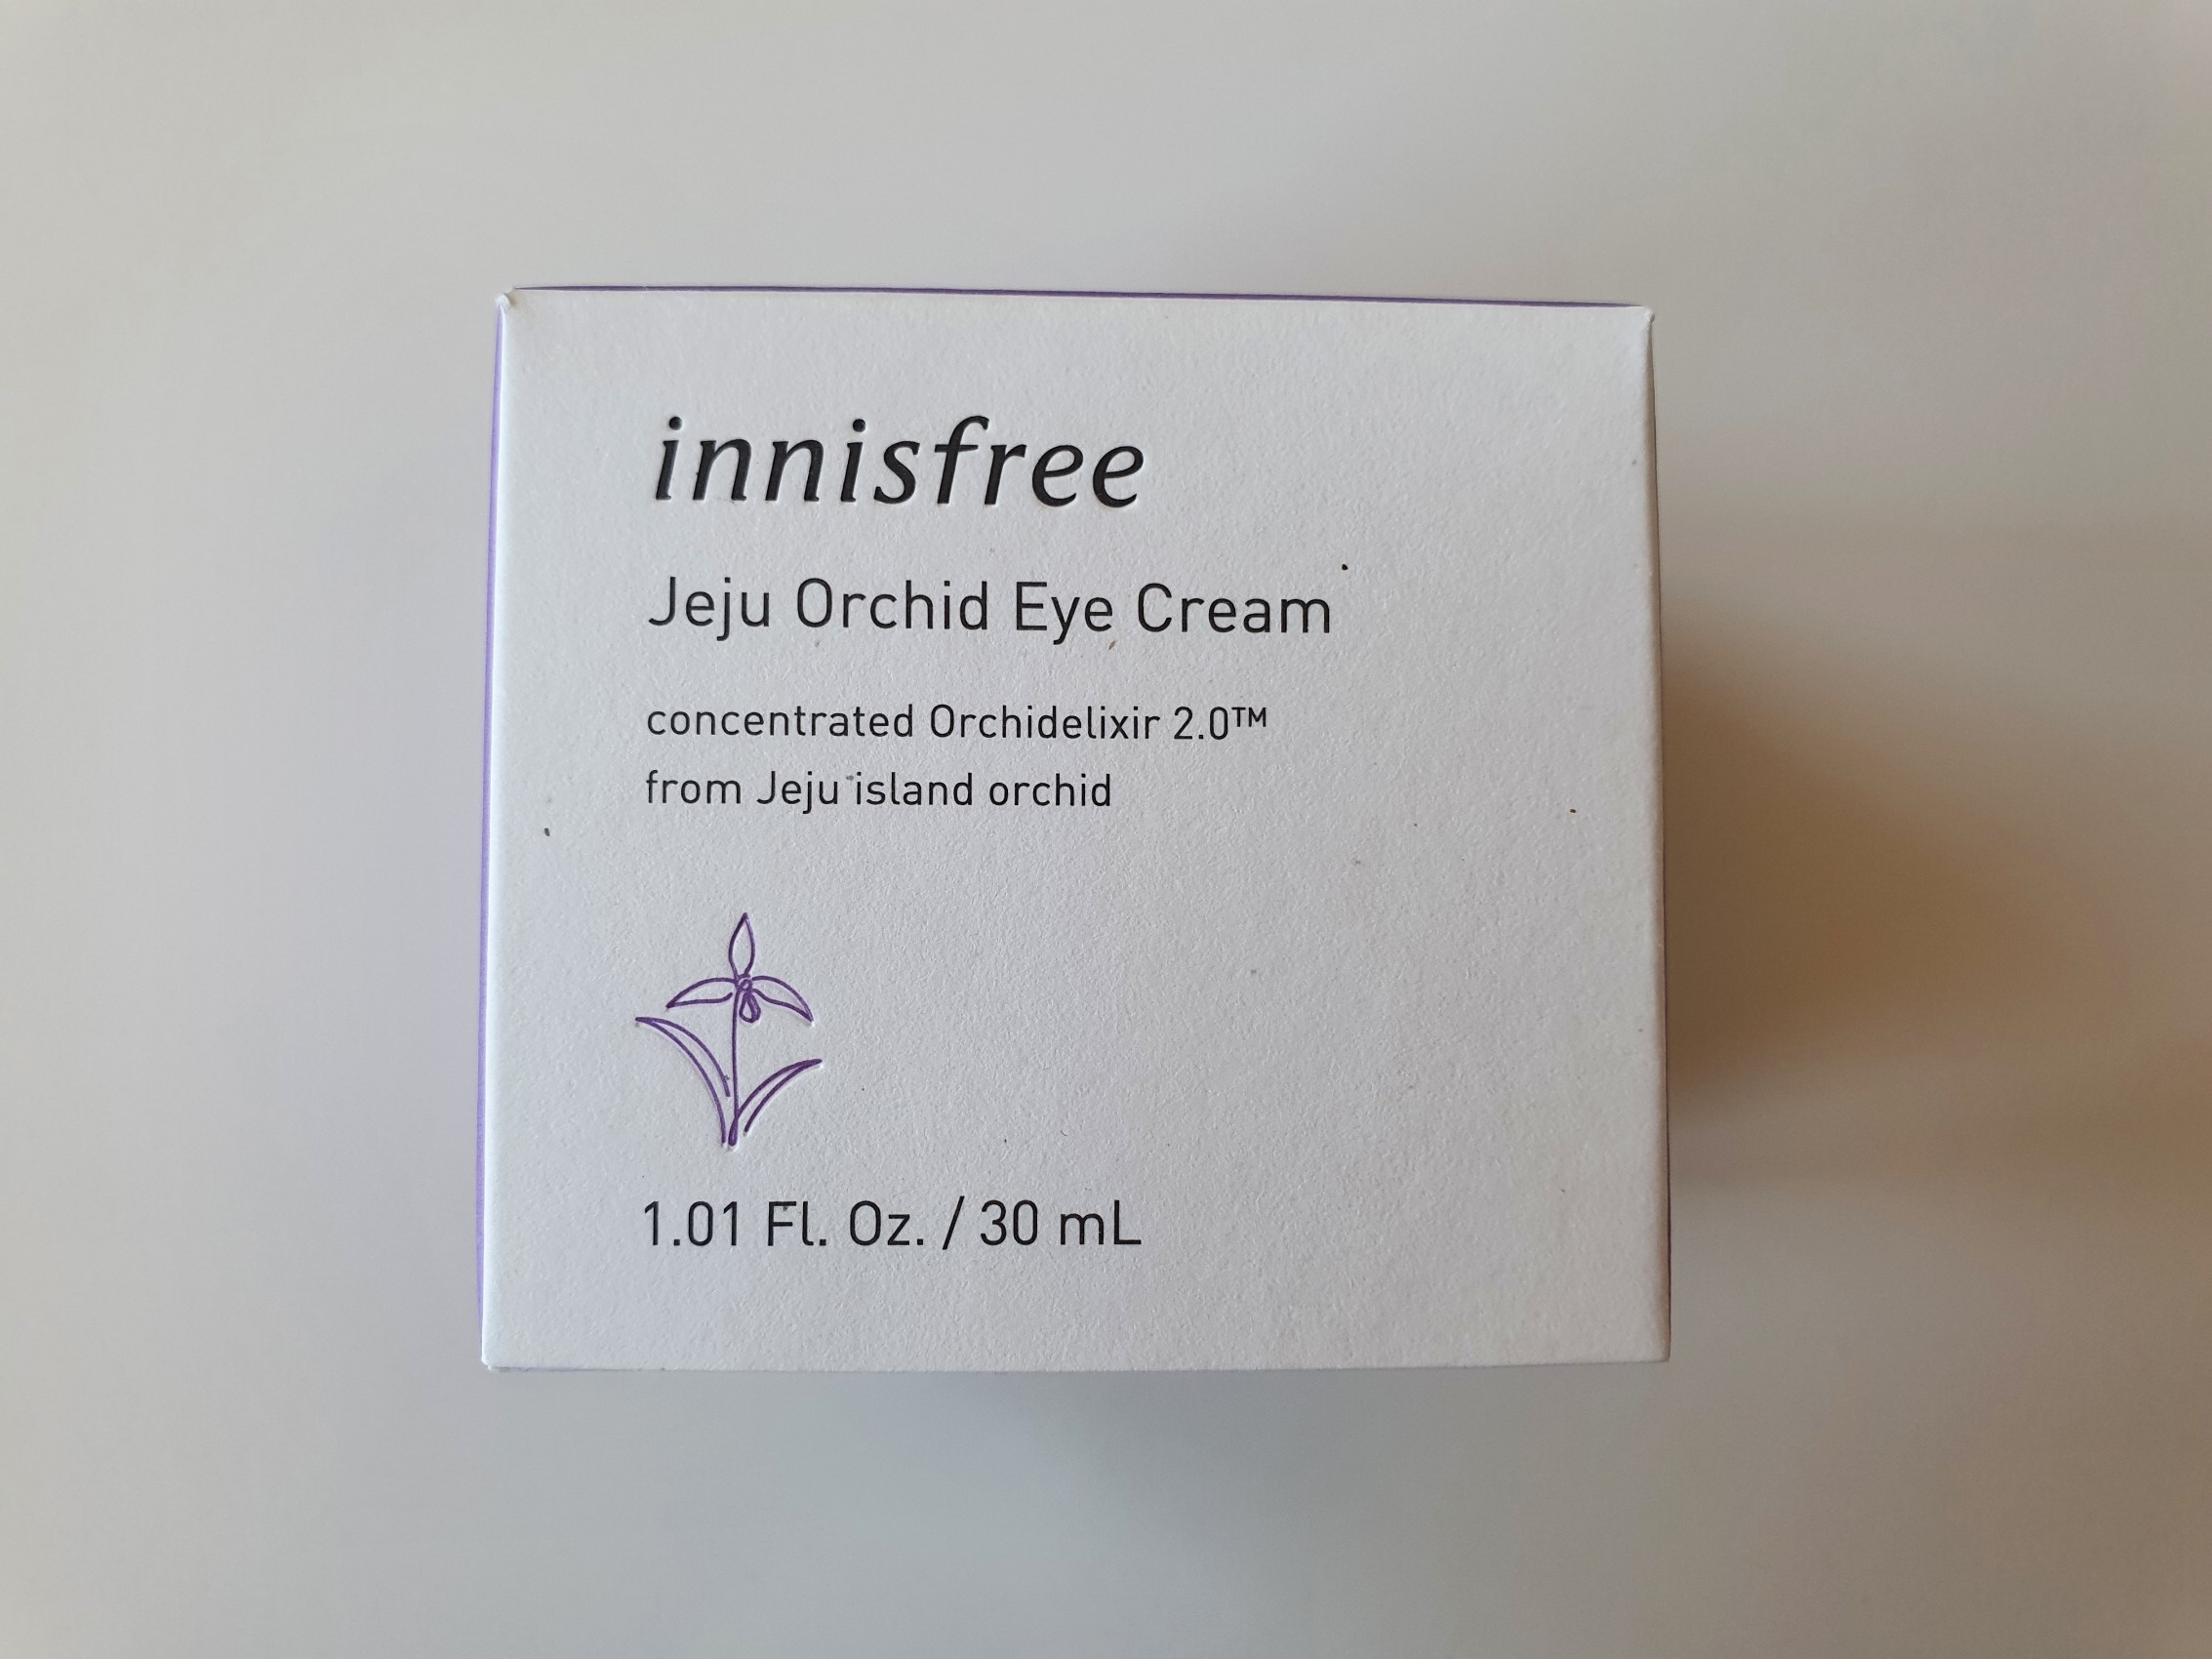 innisfree
Jeju Orchid Eye Cream
concentrated Orchidelixir 2.0™
from Jeju island orchid
1.01 Fl. Oz. / 30 mL